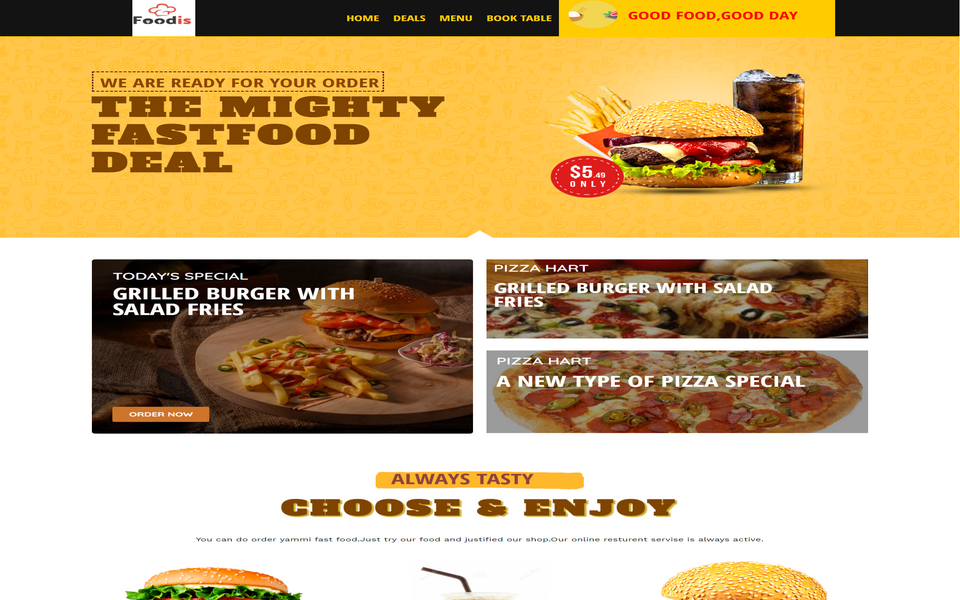 Foodis
HOME DEALS MENU BOOK TABLE
GOOD FOOD,GOOD DAY
WE ARE READY FOR YOUR ORDER
THE MIGHTY
FASTFOOD
DEAL
$5.49
ONLY
TODAY'S SPECIAL
GRILLED BURGER WITH
SALAD FRIES
ORDER NOW
PIZZA HART
GRILLED BURGER WITH SALAD
FRIES
PIZZA HART
A NEW TYPE OF PIZZA SPECIAL
ALWAYS TASTY
CHOOSE & ENJOY
You can do order yammi fast food.Just try our food and justified our shop.Our online resturent servise is always active.